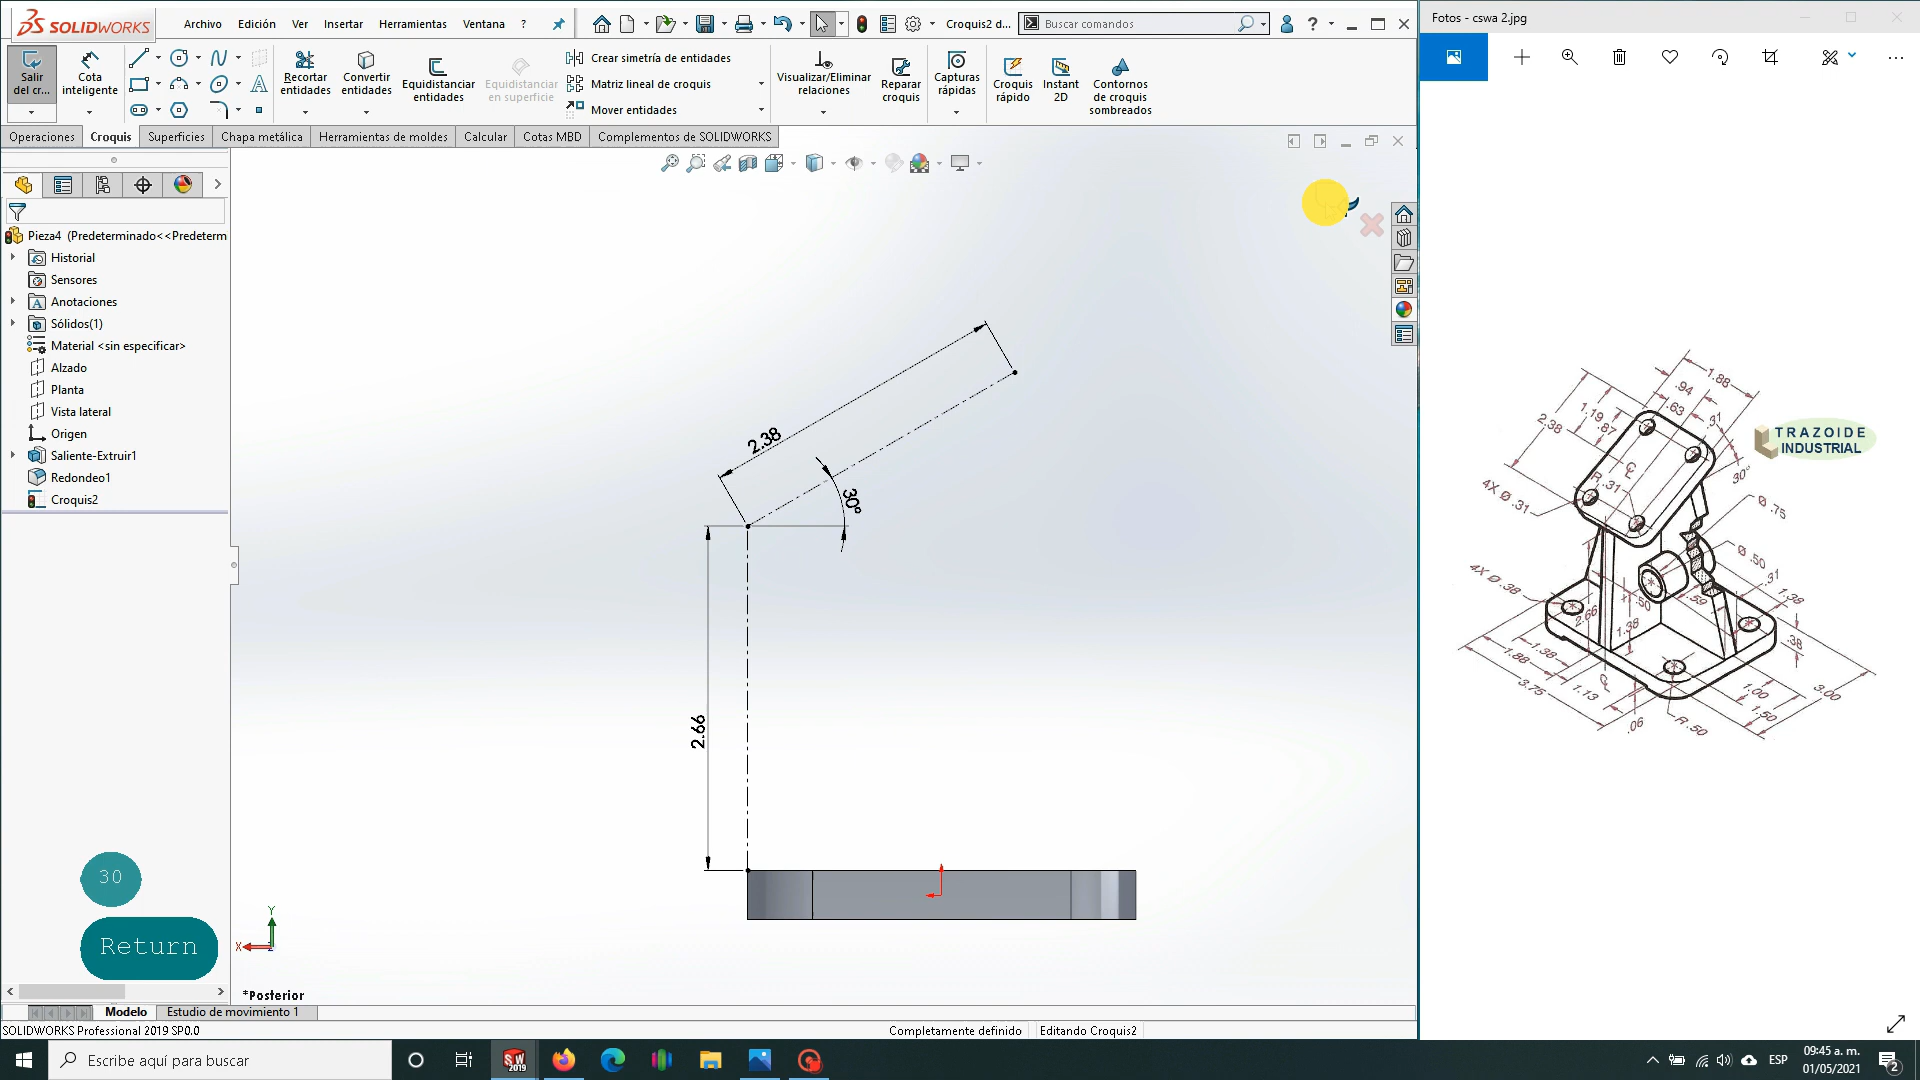 SOLIDWORKS
Archivo Edición Ver Insertar Herramientas Ventana ?
Croquis2 d...
Buscar comandos
?
Fotos - cswa 2.jpg
Salir del cr...
Cota inteligente
Recortar entidades
Convertir entidades
Equidistanciar entidades
Equidistanciar en superficie
Crear simetría de entidades
Matriz lineal de croquis
Mover entidades
Visualizar/Eliminar relaciones
Reparar croquis
Capturas rápidas
Croquis rápido
Instant 2D
Contornos de croquis sombreados
Operaciones Croquis Superficies Chapa metálica Herramientas de moldes Calcular Cotas MBD Complementos de SOLIDWORKS
Pieza4 (Predeterminado<<Predeterm
Historial
Sensores
Anotaciones
Sólidos(1)
Material <sin especificar>
Alzado
Planta
Vista lateral
Origen
Saliente-Extruir1
Redondeo1
Croquis2
2.38
30°
2.66
30
Return
Y
X
*Posterior
Modelo Estudio de movimiento 1
SOLIDWORKS Professional 2019 SP0.0
Completamente definido
Editando Croquis2
TRAZOIDE
INDUSTRIAL
1.88
.94
.63
.31
1.19
.87
2.38
30°
R.31
4X Ø .31
Ø .75
Ø .50
.31
1.38
4X Ø .38
2.66
.50
.59
1.38
.38
1.38
1.88
3.75
1.13
.06
R.50
1.00
1.50
3.00
Escribe aquí para buscar
SW
2019
ESP
09:45 a. m.
01/05/2021
2